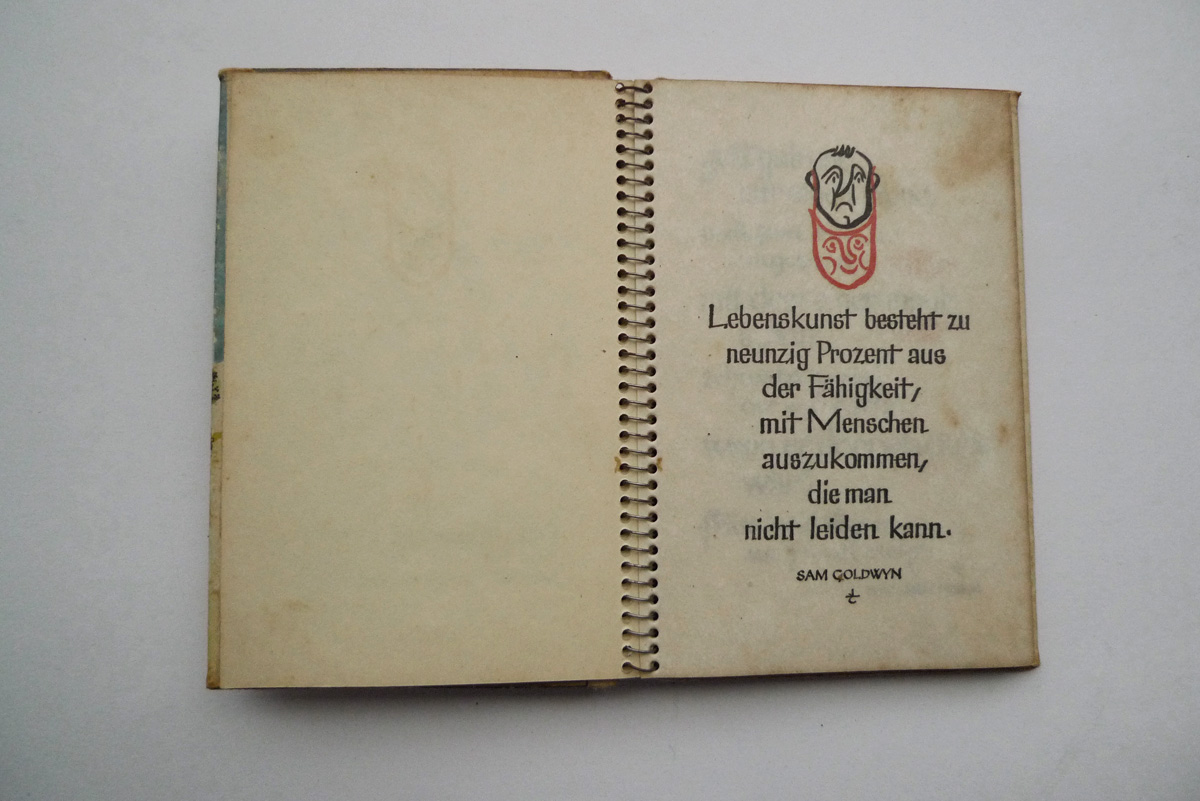 Lebenskunst besteht zu
neunzig Prozent aus
der Fähigkeit,
mit Menschen
auszukommen,
die man
nicht leiden kann.
SAM GOLDWYN